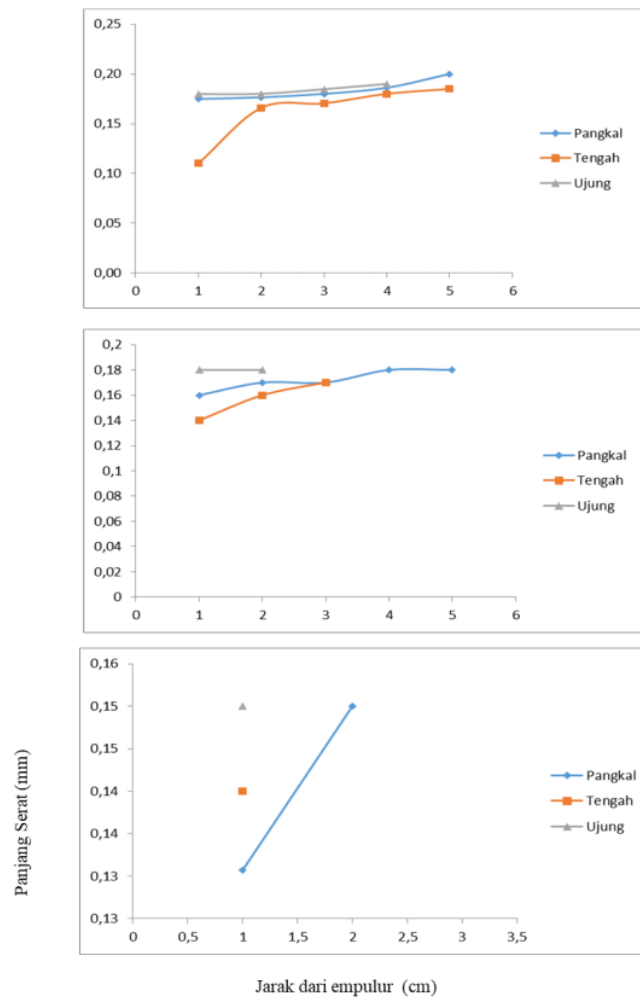 0,25
0,20
0,15
0,10
0,05
0,00
0 1 2 3 4 5 6
Pangkal
Tengah
Ujung
0,2
0,18
0,16
0,14
0,12
0,1
0,08
0,06
0,04
0,02
0
0 1 2 3 4 5 6
Pangkal
Tengah
Ujung
Panjang Serat (mm)
0,16
0,15
0,15
0,14
0,14
0,13
0,13
0 0,5 1 1,5 2 2,5 3 3,5
Pangkal
Tengah
Ujung
Jarak dari empulur (cm)